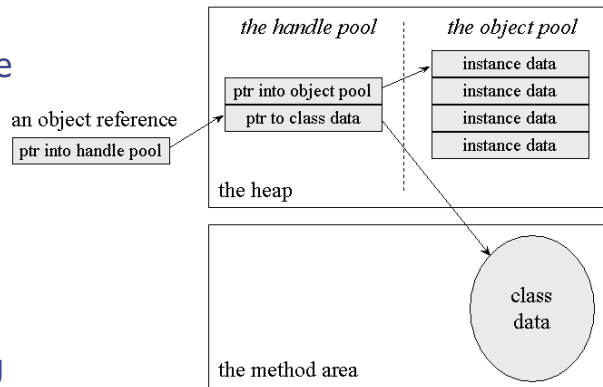 the handle pool
the object pool
instance data
instance data
instance data
instance data
ptr into object pool
ptr to class data
an object reference
ptr into handle pool
the heap
class
data
the method area